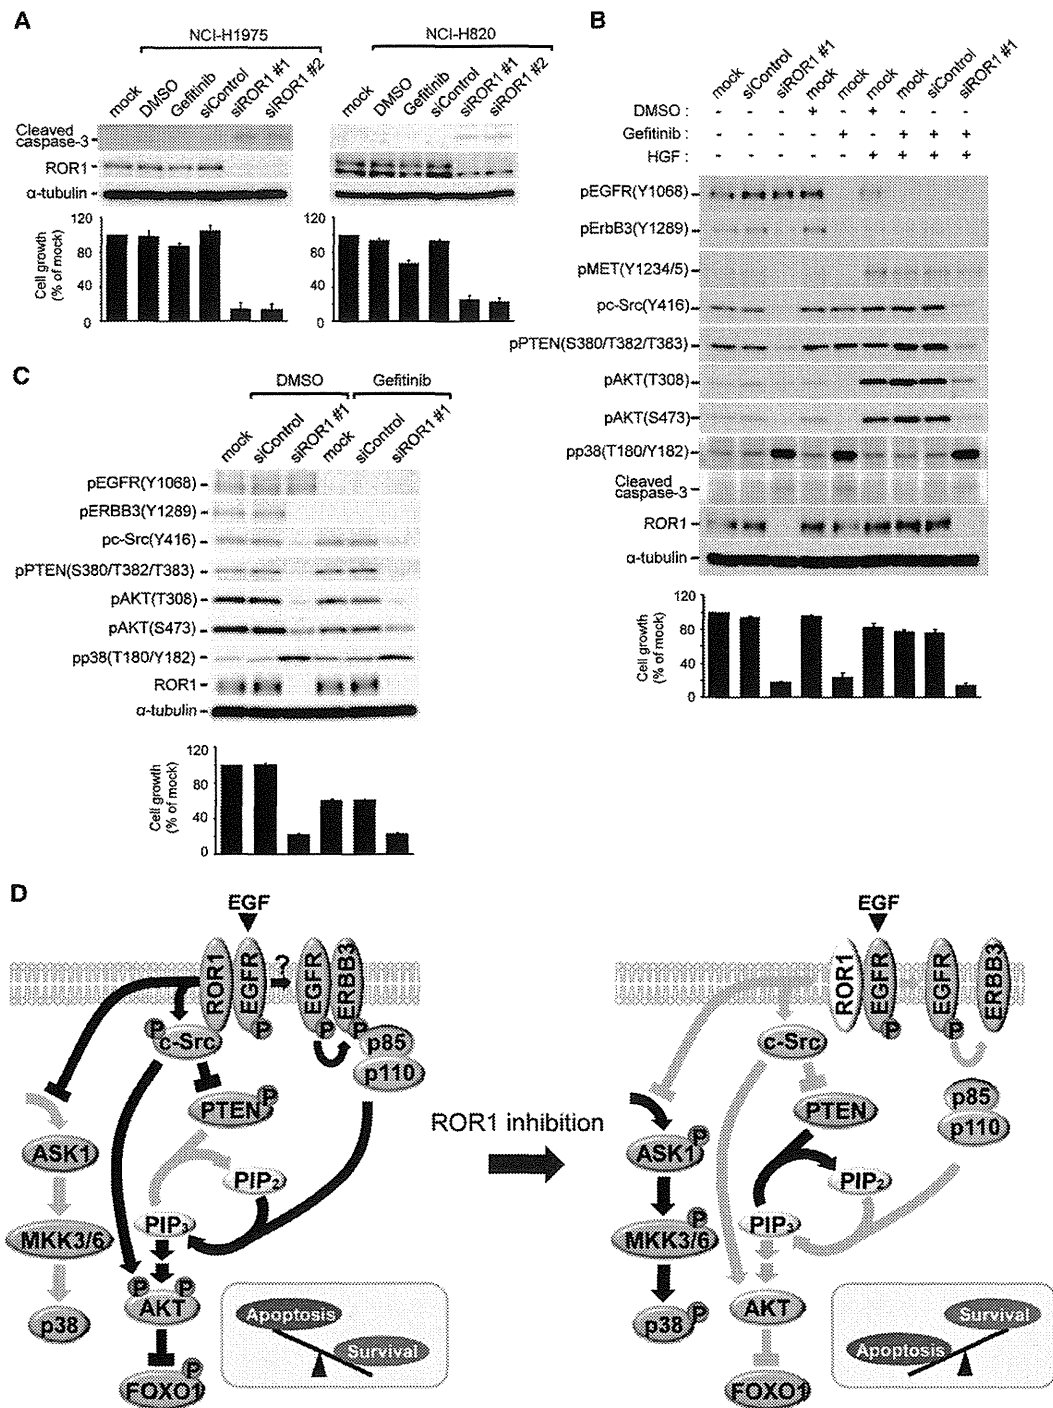 A
NCI-H1975
NCI-H820
mock
DMSO
Gefitinib
siControl
siROR1 #1
siROR1 #2
mock
DMSO
Gefitinib
siControl
siROR1 #1
siROR1 #2
Cleaved
caspase-3
ROR1
α-tubulin
120
80
40
0
Cell growth
(% of mock)
120
80
40
0
B
mock
siControl
siROR1 #1
mock
mock
mock
mock
siControl
siROR1 #1
DMSO : - - - + - + - - -
Gefitinib : - - - - + - + + +
HGF : - - - - - + + + +
pEGFR(Y1068)
pErbB3(Y1289)
pMET(Y1234/5)
pc-Src(Y416)
pPTEN(S380/T382/T383)
pAKT(T308)
pAKT(S473)
pp38(T180/Y182)
Cleaved
caspase-3
ROR1
α-tubulin
120
80
40
0
Cell growth
(% of mock)
C
DMSO
Gefitinib
mock
siControl
siROR1 #1
mock
siControl
siROR1 #1
pEGFR(Y1068)
pERBB3(Y1289)
pc-Src(Y416)
pPTEN(S380/T382/T383)
pAKT(T308)
pAKT(S473)
pp38(T180/Y182)
ROR1
α-tubulin
120
80
40
0
Cell growth
(% of mock)
D
EGF
ROR1
EGFR
?
EGFR
ERBB3
P
P
P
P
c-Src
p85
p110
PTEN
P
ASK1
PIP2
PIP3
MKK3/6
P
P
AKT
p38
P
FOXO1
Apoptosis
Survival
ROR1 inhibition
EGF
ROR1
EGFR
EGFR
ERBB3
P
P
c-Src
p85
p110
PTEN
P
ASK1
PIP2
PIP3
P
MKK3/6
AKT
P
p38
FOXO1
Survival
Apoptosis